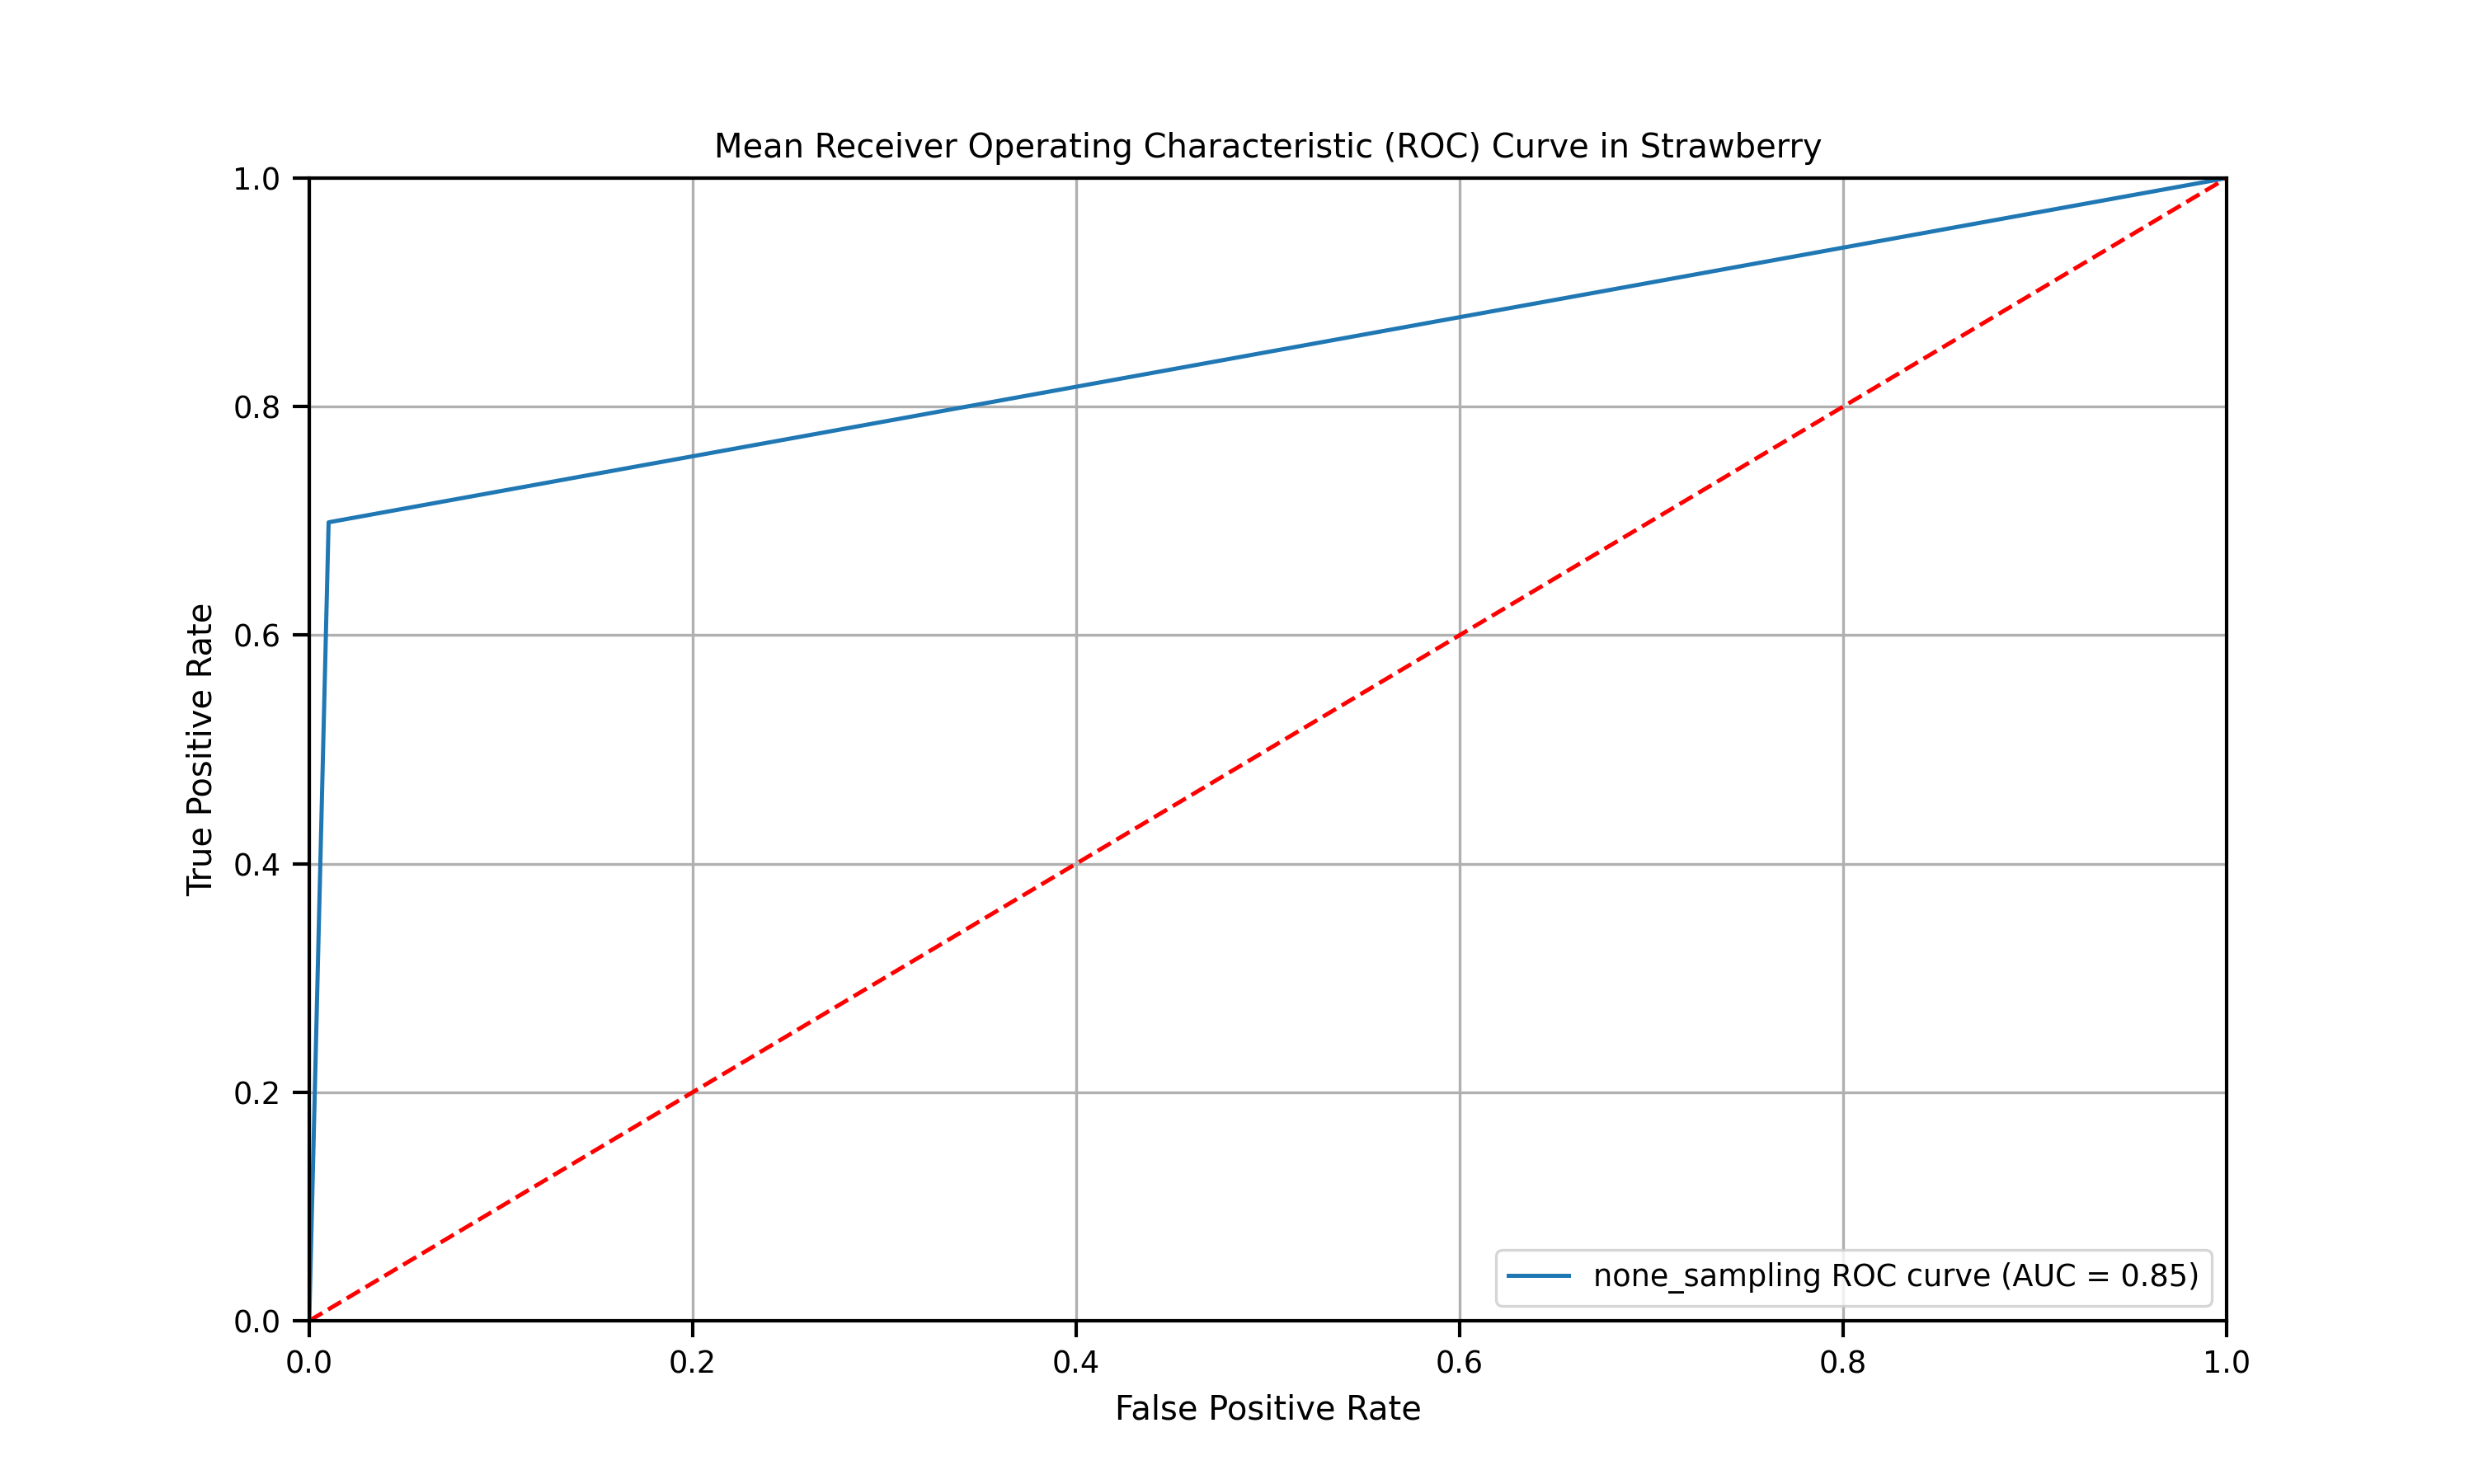 Mean Receiver Operating Characteristic (ROC) Curve in Strawberry
1.0
0.8
0.6
0.4
0.2
0.0
True Positive Rate
none_sampling ROC curve (AUC = 0.85)
0.0 0.2 0.4 0.6 0.8 1.0
False Positive Rate